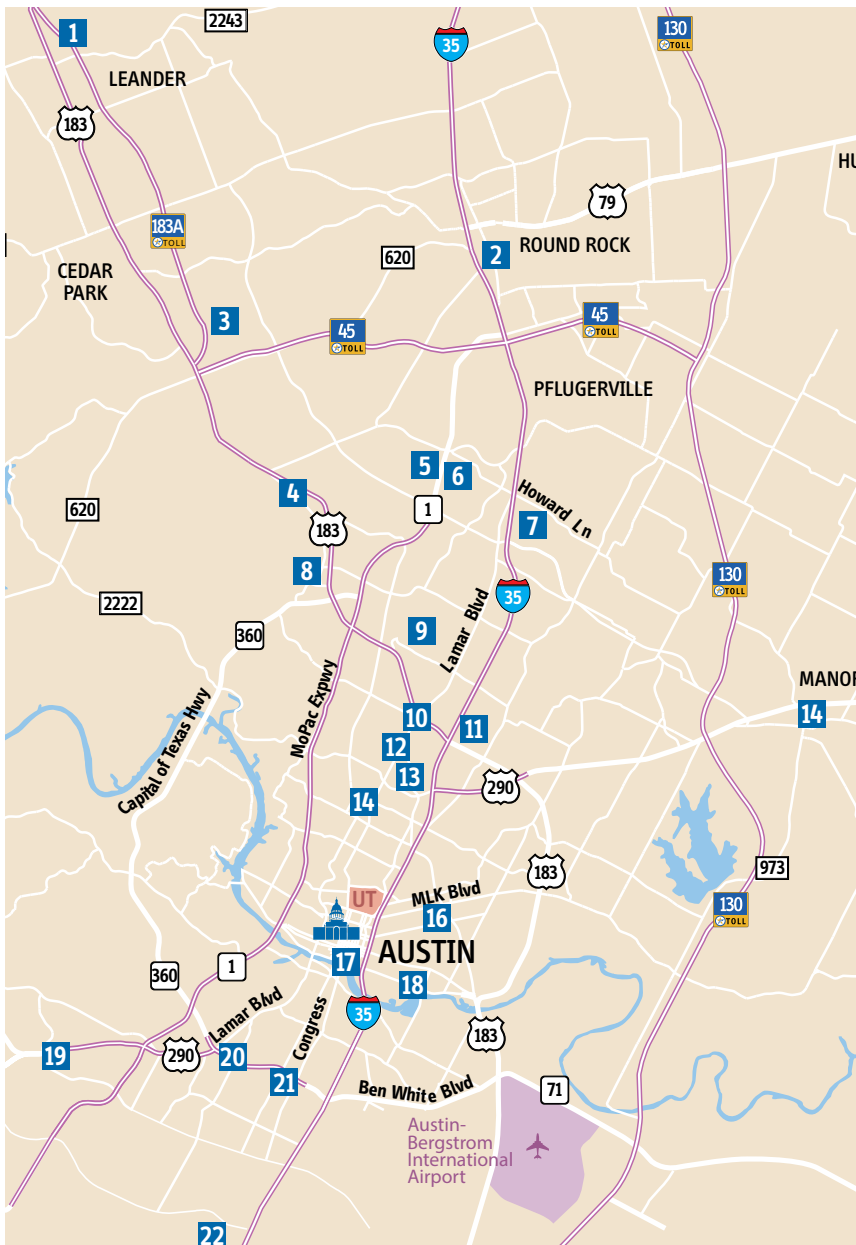 2243
1
35
130
TOLL
LEANDER
183
HU
79
183A
TOLL
2
ROUND ROCK
620
CEDAR
PARK
3
45
TOLL
45
TOLL
PFLUGERVILLE
5
6
4
Howard Ln
620
1
183
7
8
130
TOLL
35
2222
360
9
Lamar Blvd
MANOR
MoPac Expwy
Capital of Texas Hwy
10
11
14
12
13
290
14
183
973
UT
MLK Blvd
16
130
TOLL
AUSTIN
17
360
1
18
35
Lamar Blvd
Congress
183
19
290
20
21
Ben White Blvd
71
Austin-
Bergstrom
International
Airport
22